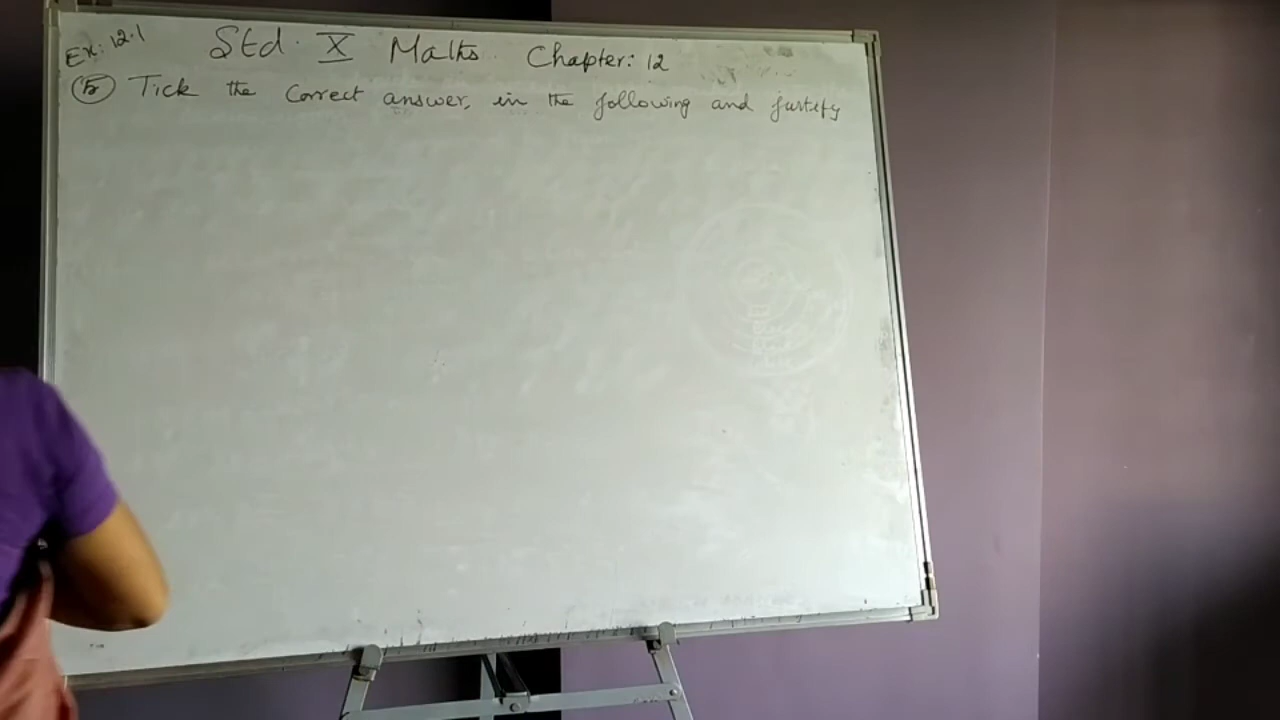 Ex: 12.1 Std. X Maths. Chapter: 12
5 Tick the correct answer, in the following and justify